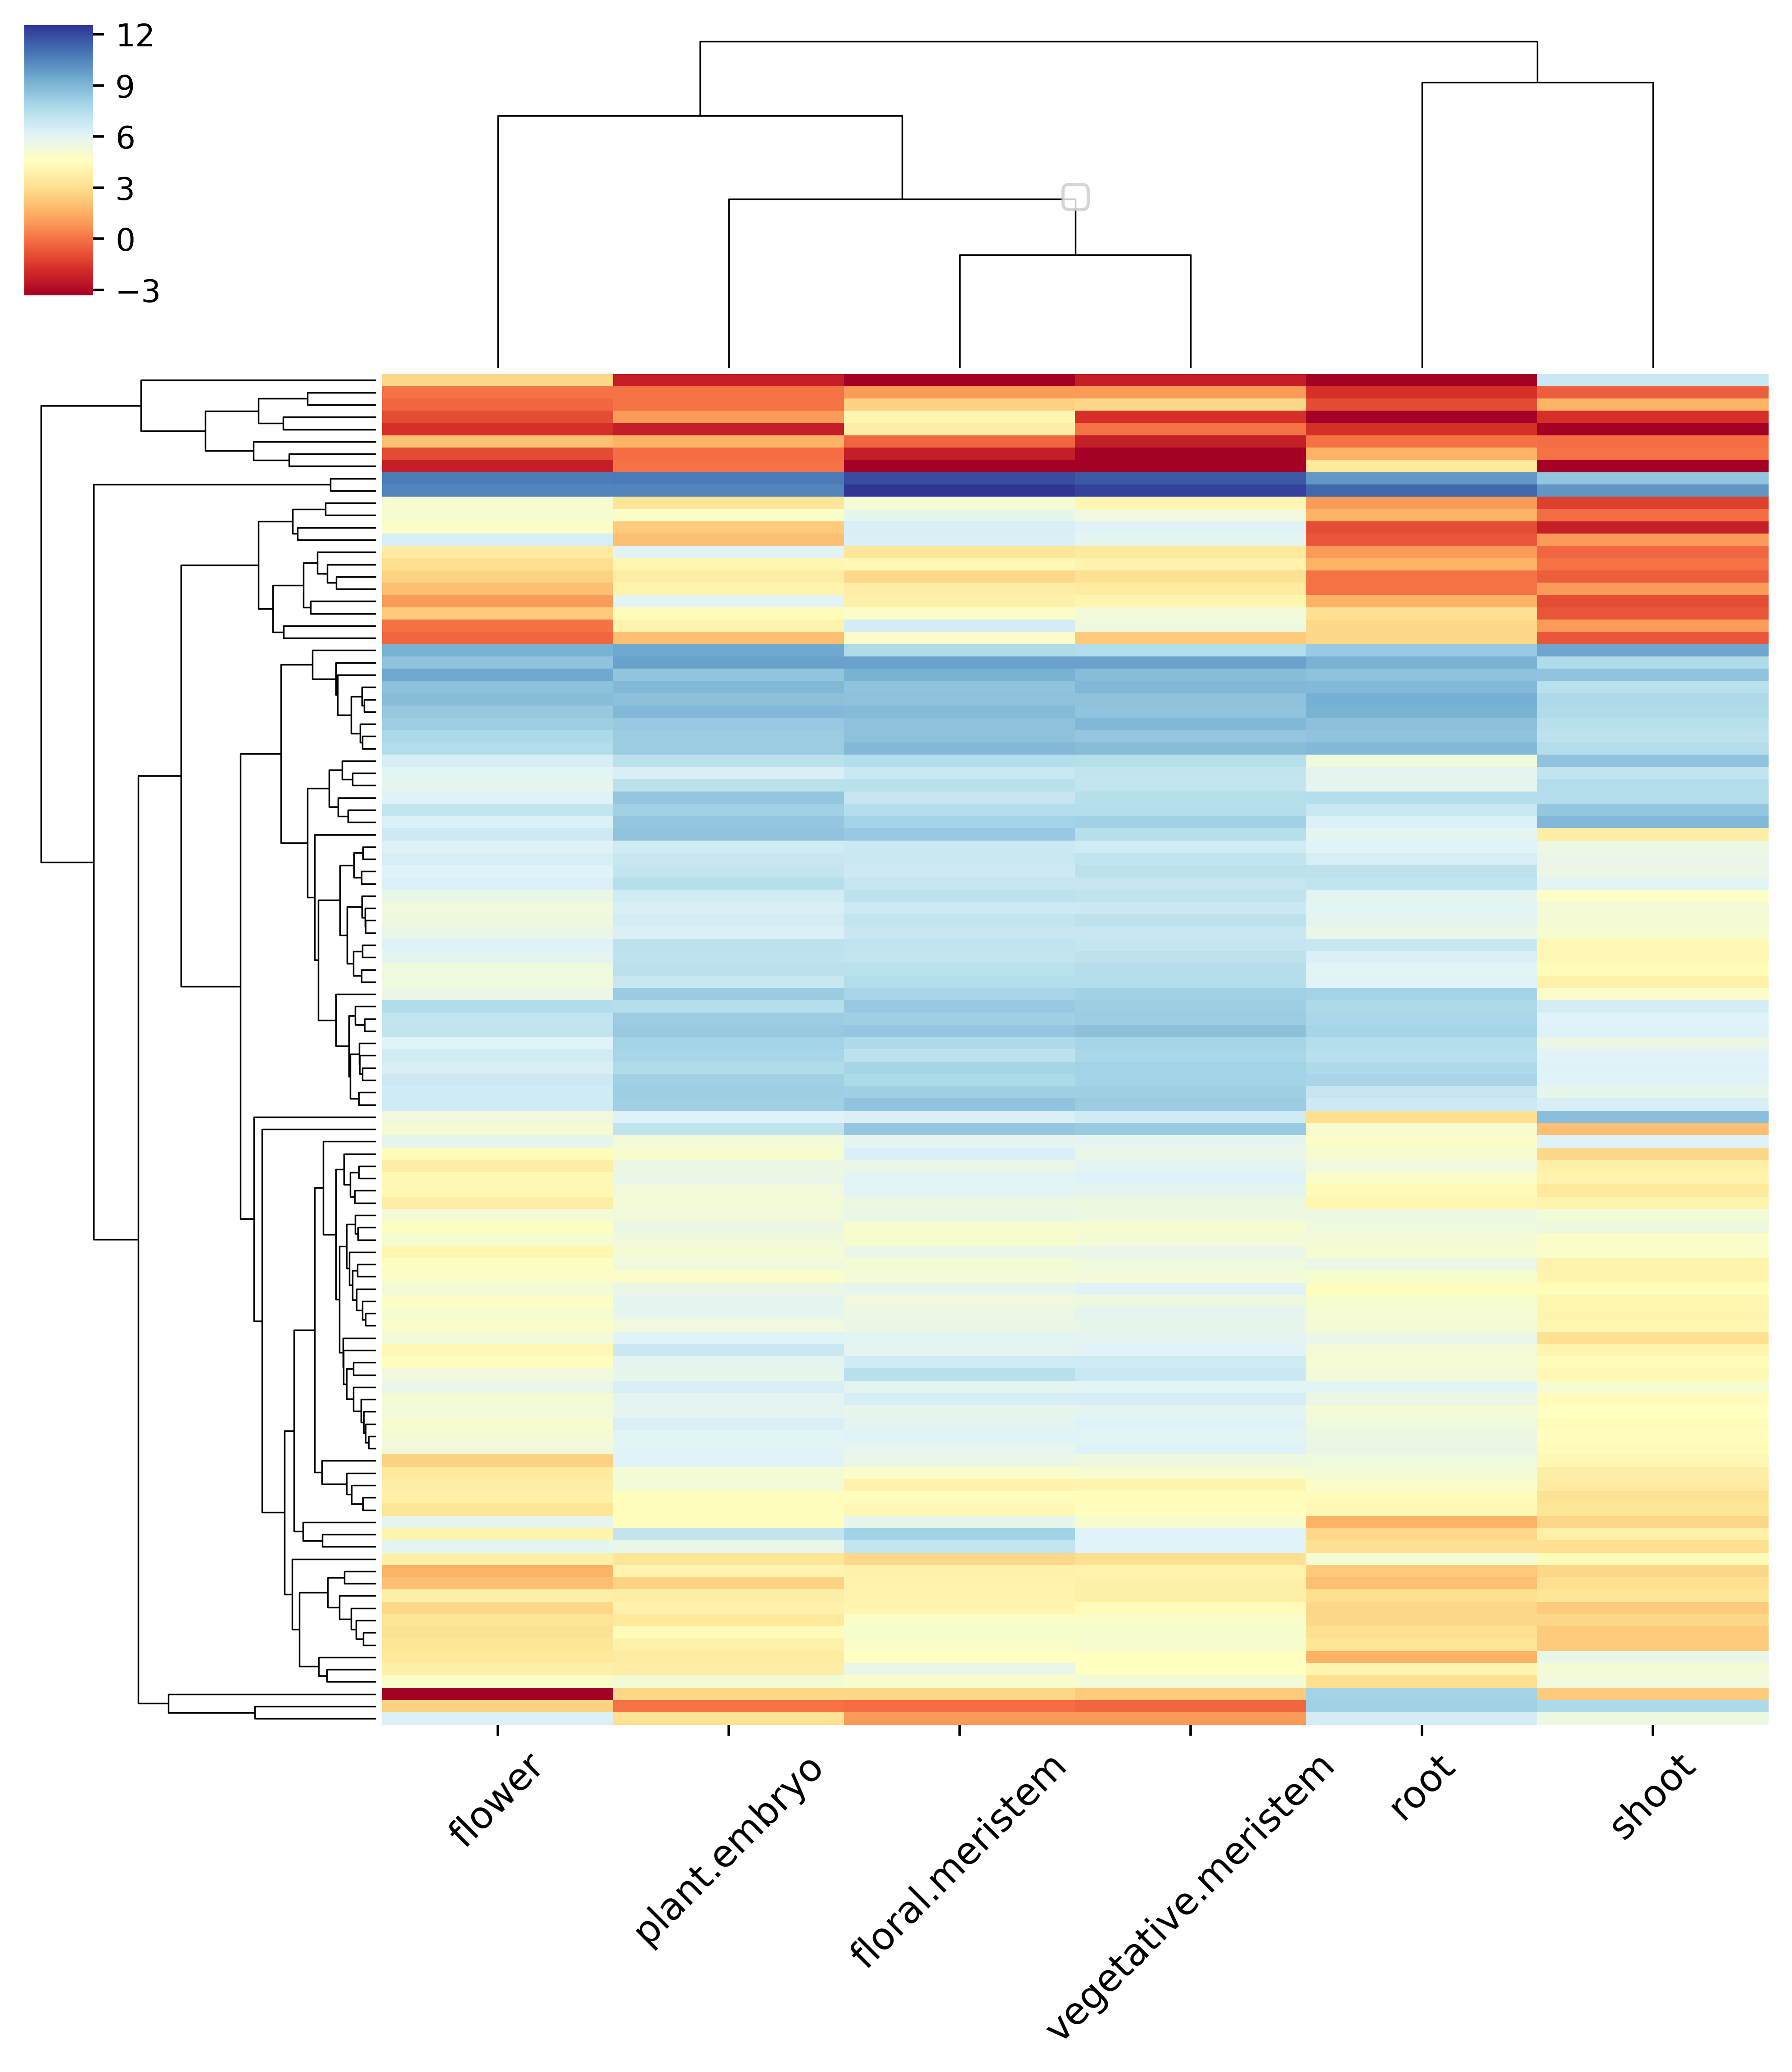 12
9
6
3
0
−3
flower
plant.embryo
floral.meristem
vegetative.meristem
root
shoot